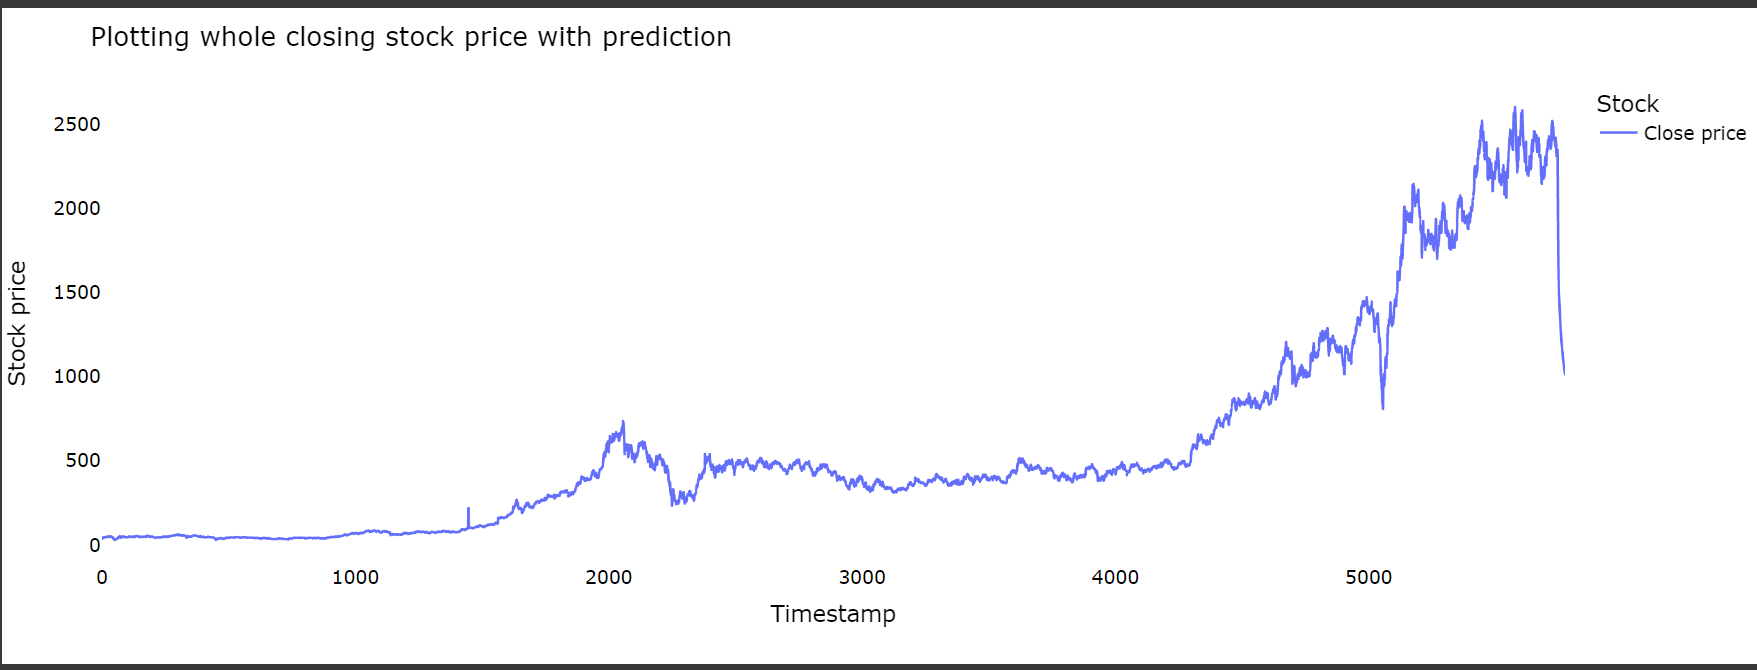 Plotting whole closing stock price with prediction
Stock
Close price
Stock price
2500
2000
1500
1000
500
0
0 1000 2000 3000 4000 5000
Timestamp